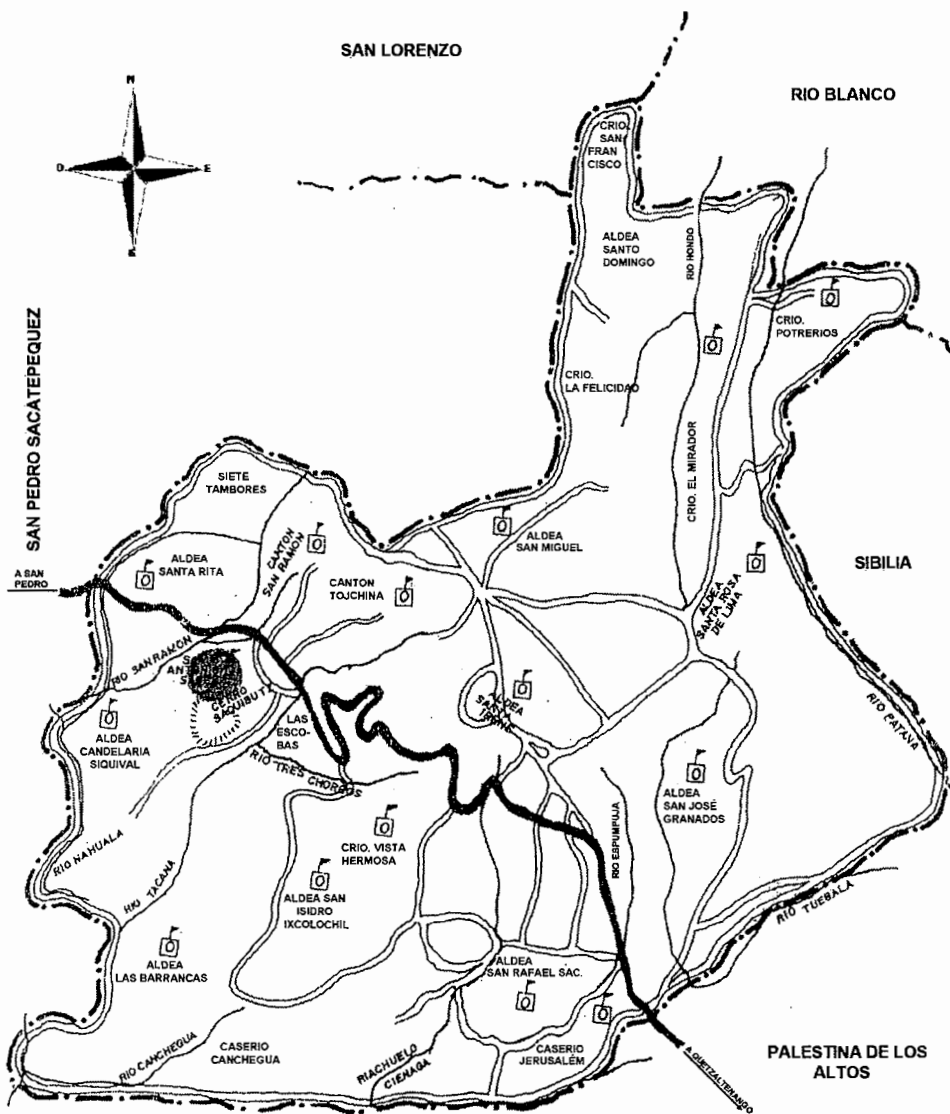 SAN LORENZO
RIO BLANCO
N
O
E
CRIO.
SAN
FRAN
CISCO
ALDEA
SANTO
DOMINGO
RIO HONDO
CRIO.
POTRERIOS
CRIO.
LA FELICIDAD
CRIO. EL MIRADOR
SAN PEDRO SACATEPEQUEZ
SIETE
TAMBORES
CANTON
SAN RAMON
ALDEA
SAN MIGUEL
ALDEA
SANTA RITA
A SAN
PEDRO
CANTON
TOJCHINA
ALDEA
SANTA ROSA
DE LIMA
SIBILIA
RIO SAN RAMON
CERRO
SAQUIBUTJ
ALDEA
CANDELARIA
SIQUIVAL
LAS
ESCO-
BAS
ALDEA
SANTA
IRENE
RIO PATAVA
RIO TRES CHORROS
ALDEA
SAN JOSÉ
GRANADOS
RIO ESPUMPUJA
RIO NAHUALA
CRIO. VISTA
HERMOSA
TACANA
ALDEA SAN
ISIDRO
IXCOLOCHIL
RIO TUEBALA
ALDEA
LAS BARRANCAS
ALDEA
SAN RAFAEL SAC.
RIO CANCHEGUA
CASERIO
CANCHEGUA
RIACHUELO
CIENAGA
CASERIO
JERUSALÉM
A QUETZALTENANGO
PALESTINA DE LOS
ALTOS